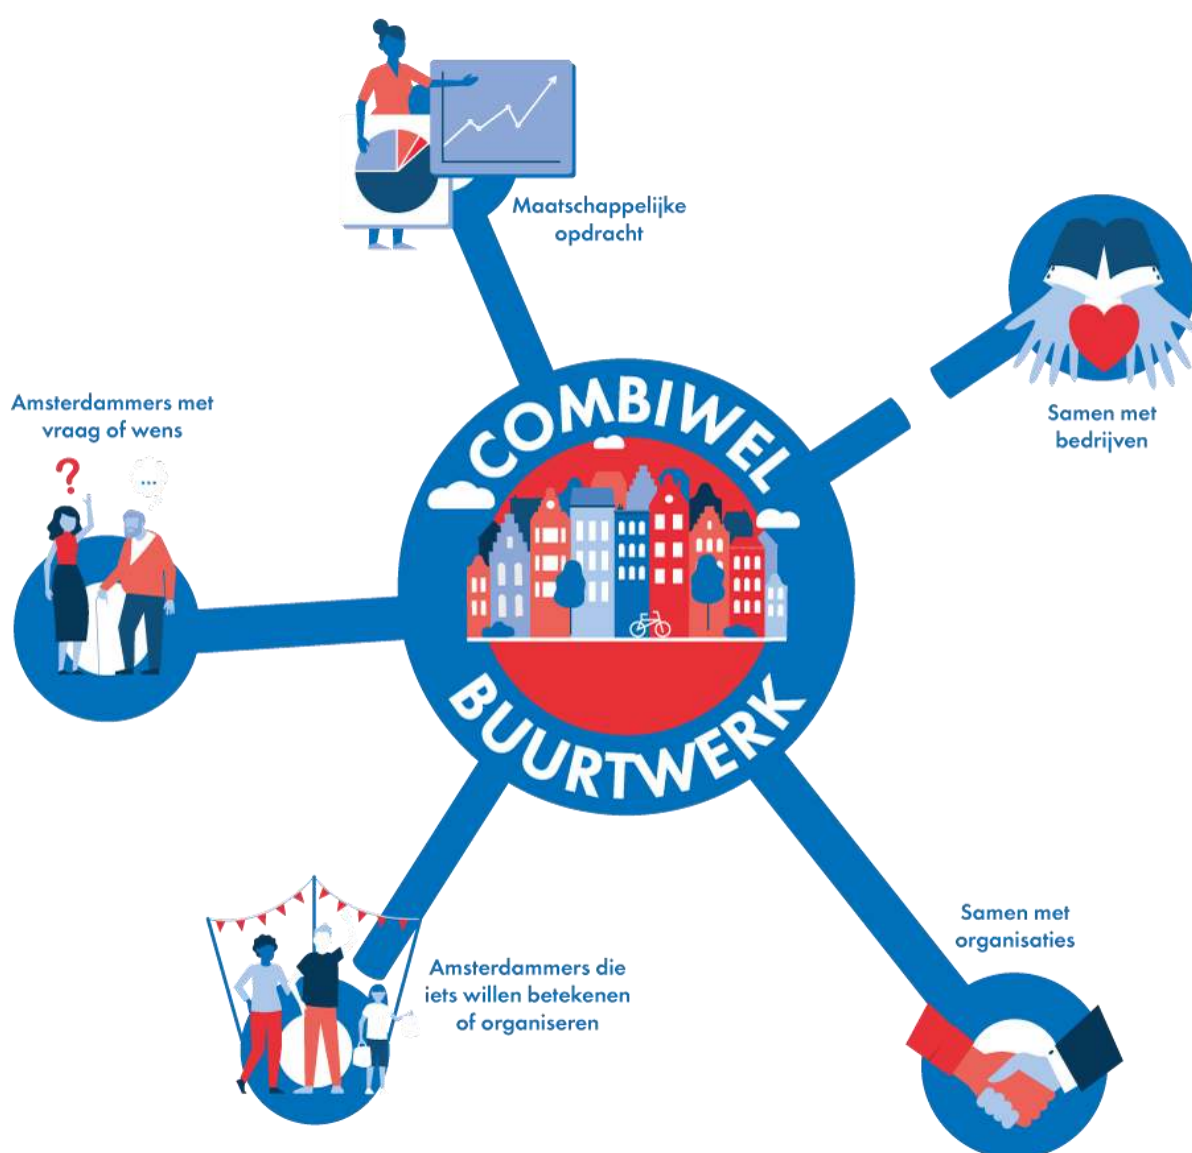 Maatschappelijke
opdracht
Samen met
bedrijven
Amsterdammers met
vraag of wens
?
...
COMBIWEL
BUURTWERK
Samen met
organisaties
Amsterdammers die
iets willen betekenen
of organiseren